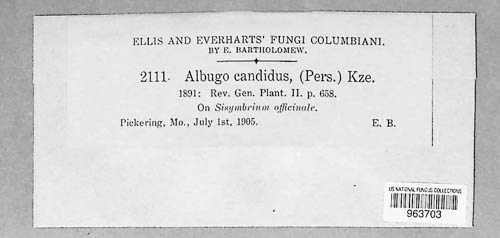 ELLIS AND EVERHARTS' FUNGI COLUMBIANI.
BY E. BARTHOLOMEW.
2111. Albugo candidus, (Pers.) Kze.
1891: Rev. Gen. Plant. II. p. 658.
On Sisymbrium officinale.
Pickering, Mo., July 1st, 1905. E. B.
US NATIONAL FUNGUS COLLECTIONS
963703